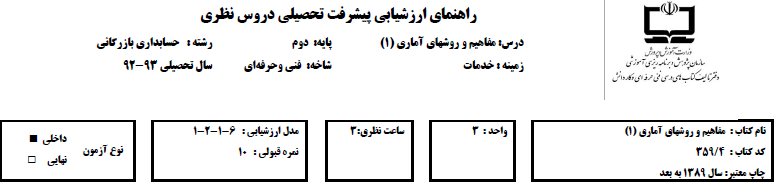 راهنمای ارزشیابی پیشرفت تحصیلی دروس نظری
درس: مفاهیم و روشهای آماری (۱) پایه: دوم رشته : حسابداری بازرگانی
زمینه : خدمات شاخه: فنی وحرفه‌ای سال تحصیلی ۹۳-۹۲
وزارت آموزش و پرورش
سازمان پژوهش و برنامه ریزی آموزشی
دفتر تالیف کتاب های درسی فنی حرفه ای و کاردانش
نام کتاب : مفاهیم و روشهای آماری (۱)
کد کتاب : ۳۵۹/۴
چاپ معتبر: سال ۱۳۸۹ به بعد
واحد : ۳
ساعت نظری:۳
مدل ارزشیابی : ۶-۱-۲-۱
نمره قبولی : ۱۰
نوع آزمون
داخلی ■
نهایی □